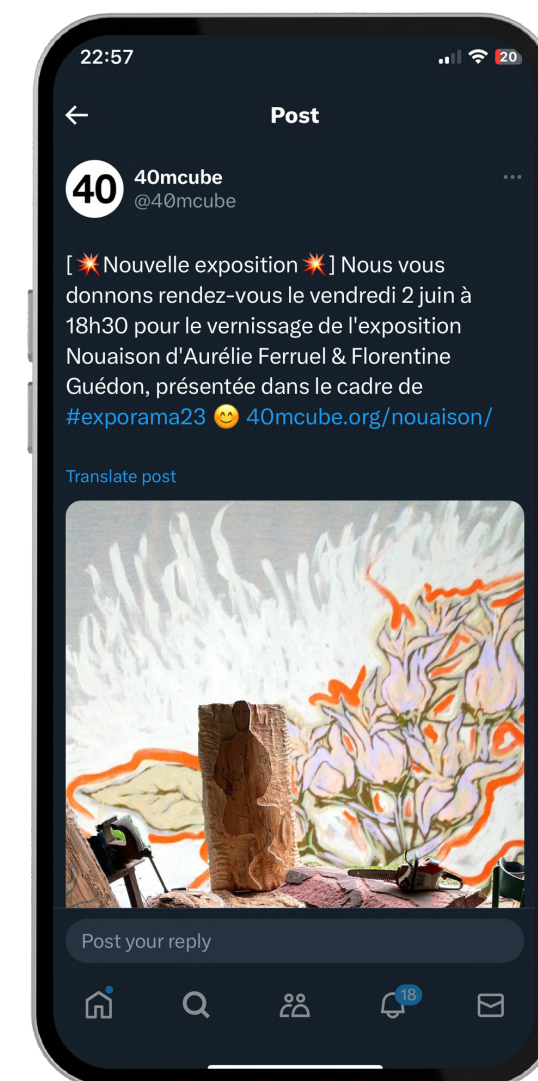 22:57
20
Post
40
40mcube
@40mcube
[💥Nouvelle exposition 💥] Nous vous
donnons rendez-vous le vendredi 2 juin à
18h30 pour le vernissage de l'exposition
Nouaison d'Aurélie Ferruel & Florentine
Guédon, présentée dans le cadre de
#exporama23 😊 40mcube.org/nouaison/
Translate post
Post your reply
18